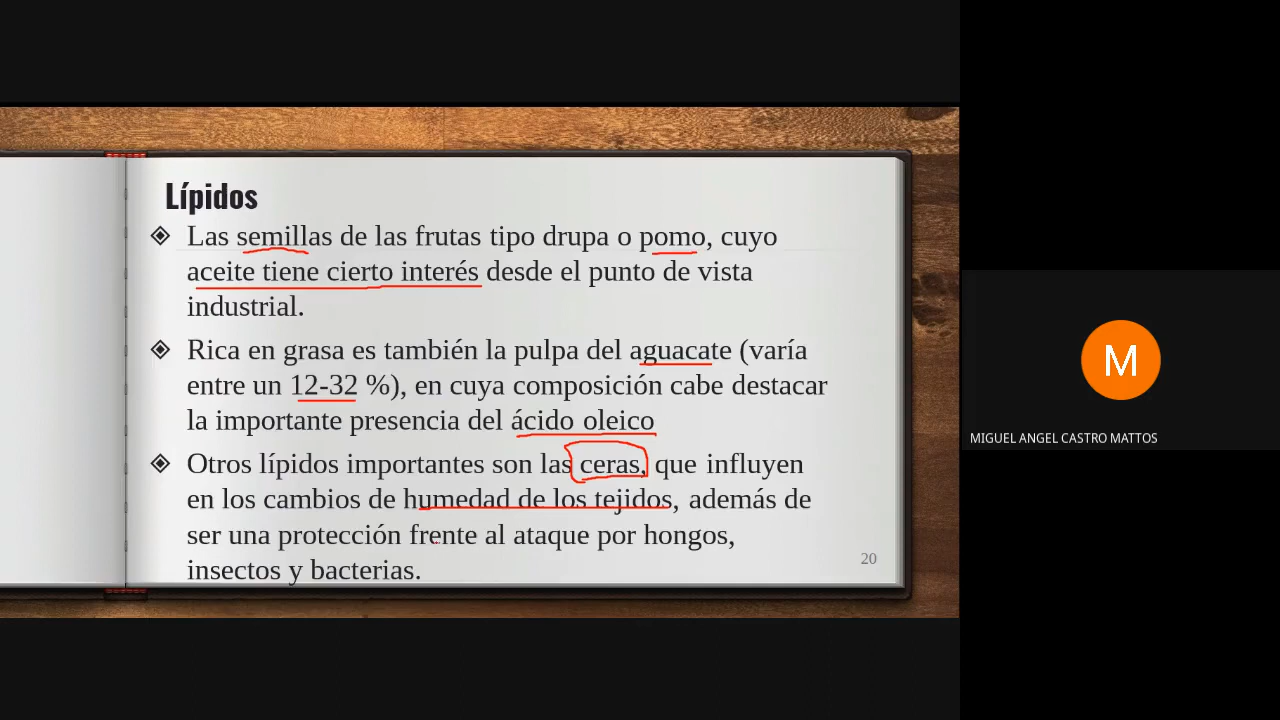 Lípidos
Las semillas de las frutas tipo drupa o pomo, cuyo
aceite tiene cierto interés desde el punto de vista
industrial.
Rica en grasa es también la pulpa del aguacate (varía
entre un 12-32 %), en cuya composición cabe destacar
la importante presencia del ácido oleico
Otros lípidos importantes son las ceras, que influyen
en los cambios de humedad de los tejidos, además de
ser una protección frente al ataque por hongos,
insectos y bacterias.
20
M
MIGUEL ANGEL CASTRO MATTOS